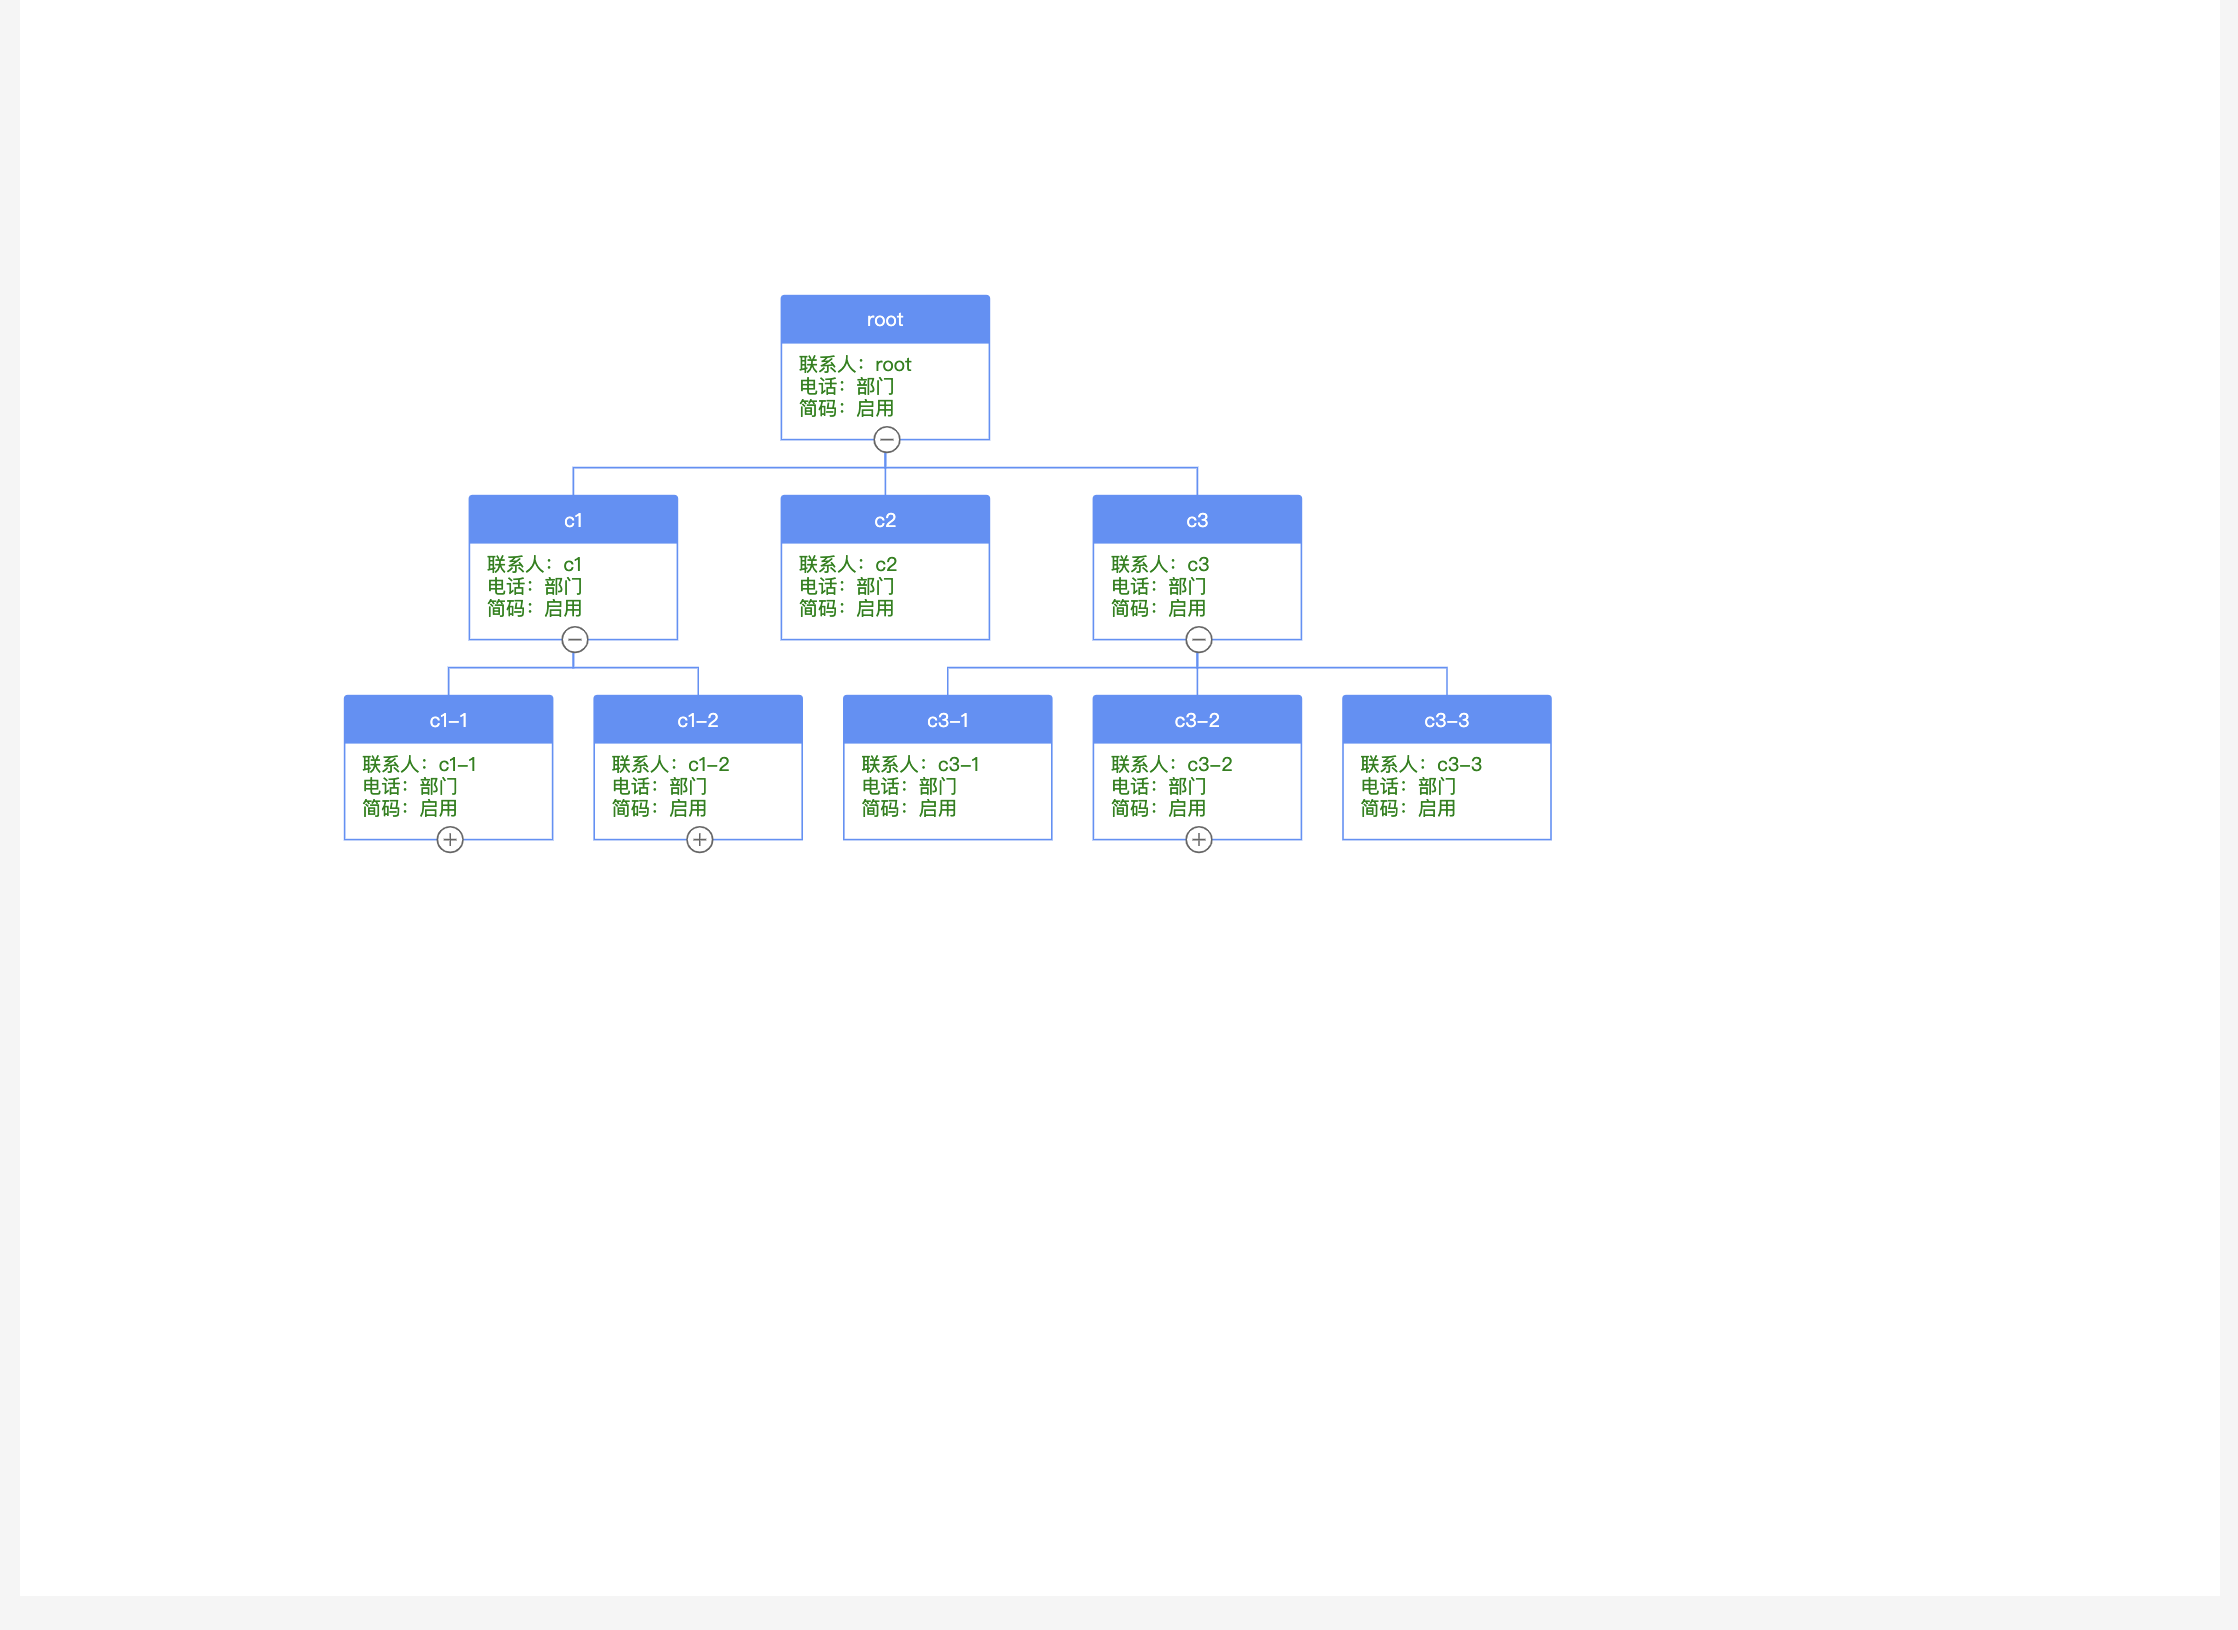 root
联系人：root
电话：部门
简码：启用
c1
联系人：c1
电话：部门
简码：启用
c2
联系人：c2
电话：部门
简码：启用
c3
联系人：c3
电话：部门
简码：启用
c1-1
联系人：c1-1
电话：部门
简码：启用
c1-2
联系人：c1-2
电话：部门
简码：启用
c3-1
联系人：c3-1
电话：部门
简码：启用
c3-2
联系人：c3-2
电话：部门
简码：启用
c3-3
联系人：c3-3
电话：部门
简码：启用